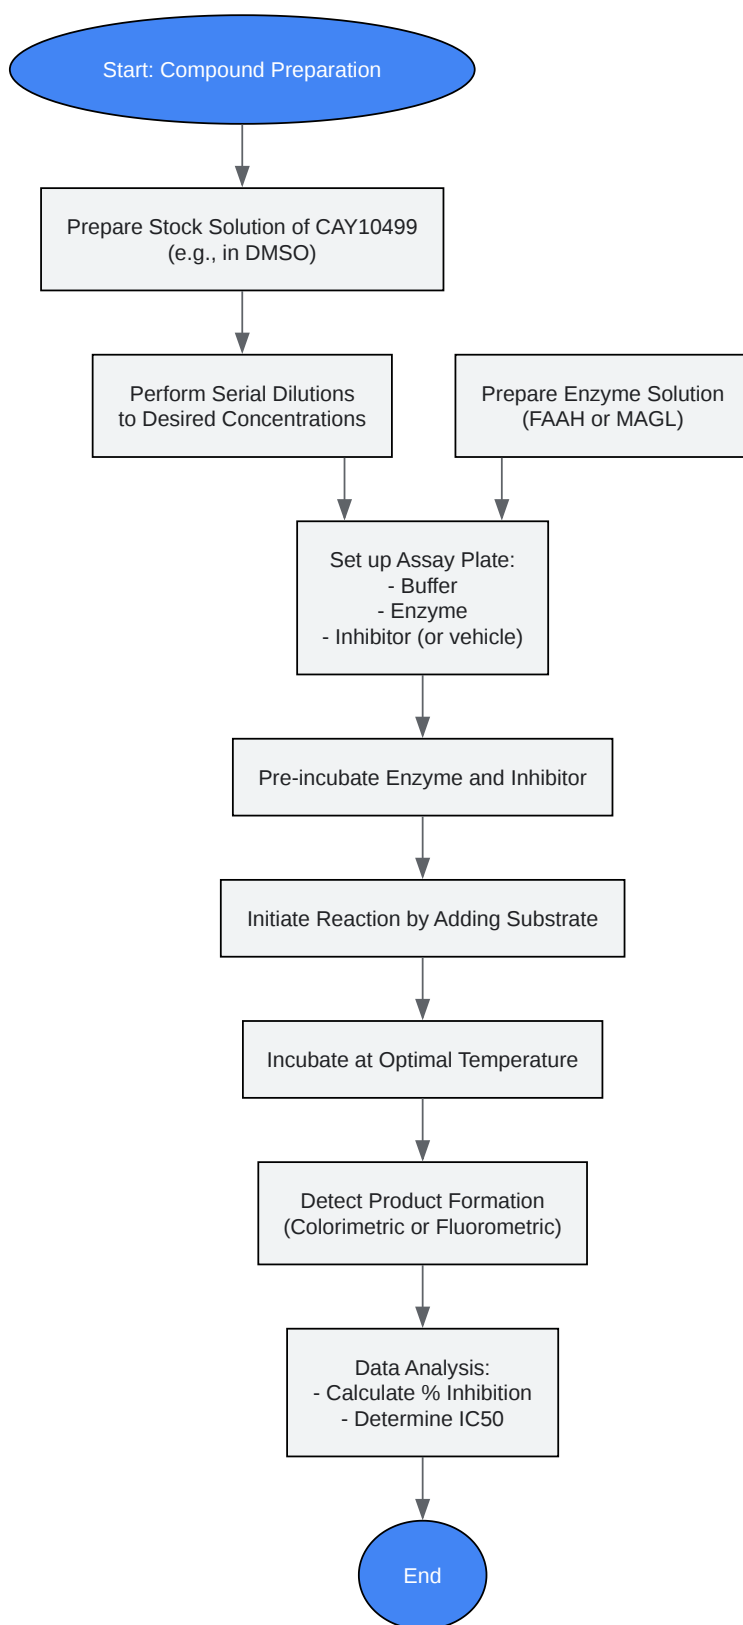 Start: Compound Preparation
Prepare Stock Solution of CAY10499
(e.g., in DMSO)
Perform Serial Dilutions
to Desired Concentrations
Prepare Enzyme Solution
(FAAH or MAGL)
Set up Assay Plate:
- Buffer
- Enzyme
- Inhibitor (or vehicle)
Pre-incubate Enzyme and Inhibitor
Initiate Reaction by Adding Substrate
Incubate at Optimal Temperature
Detect Product Formation
(Colorimetric or Fluorometric)
Data Analysis:
- Calculate % Inhibition
- Determine IC50
End